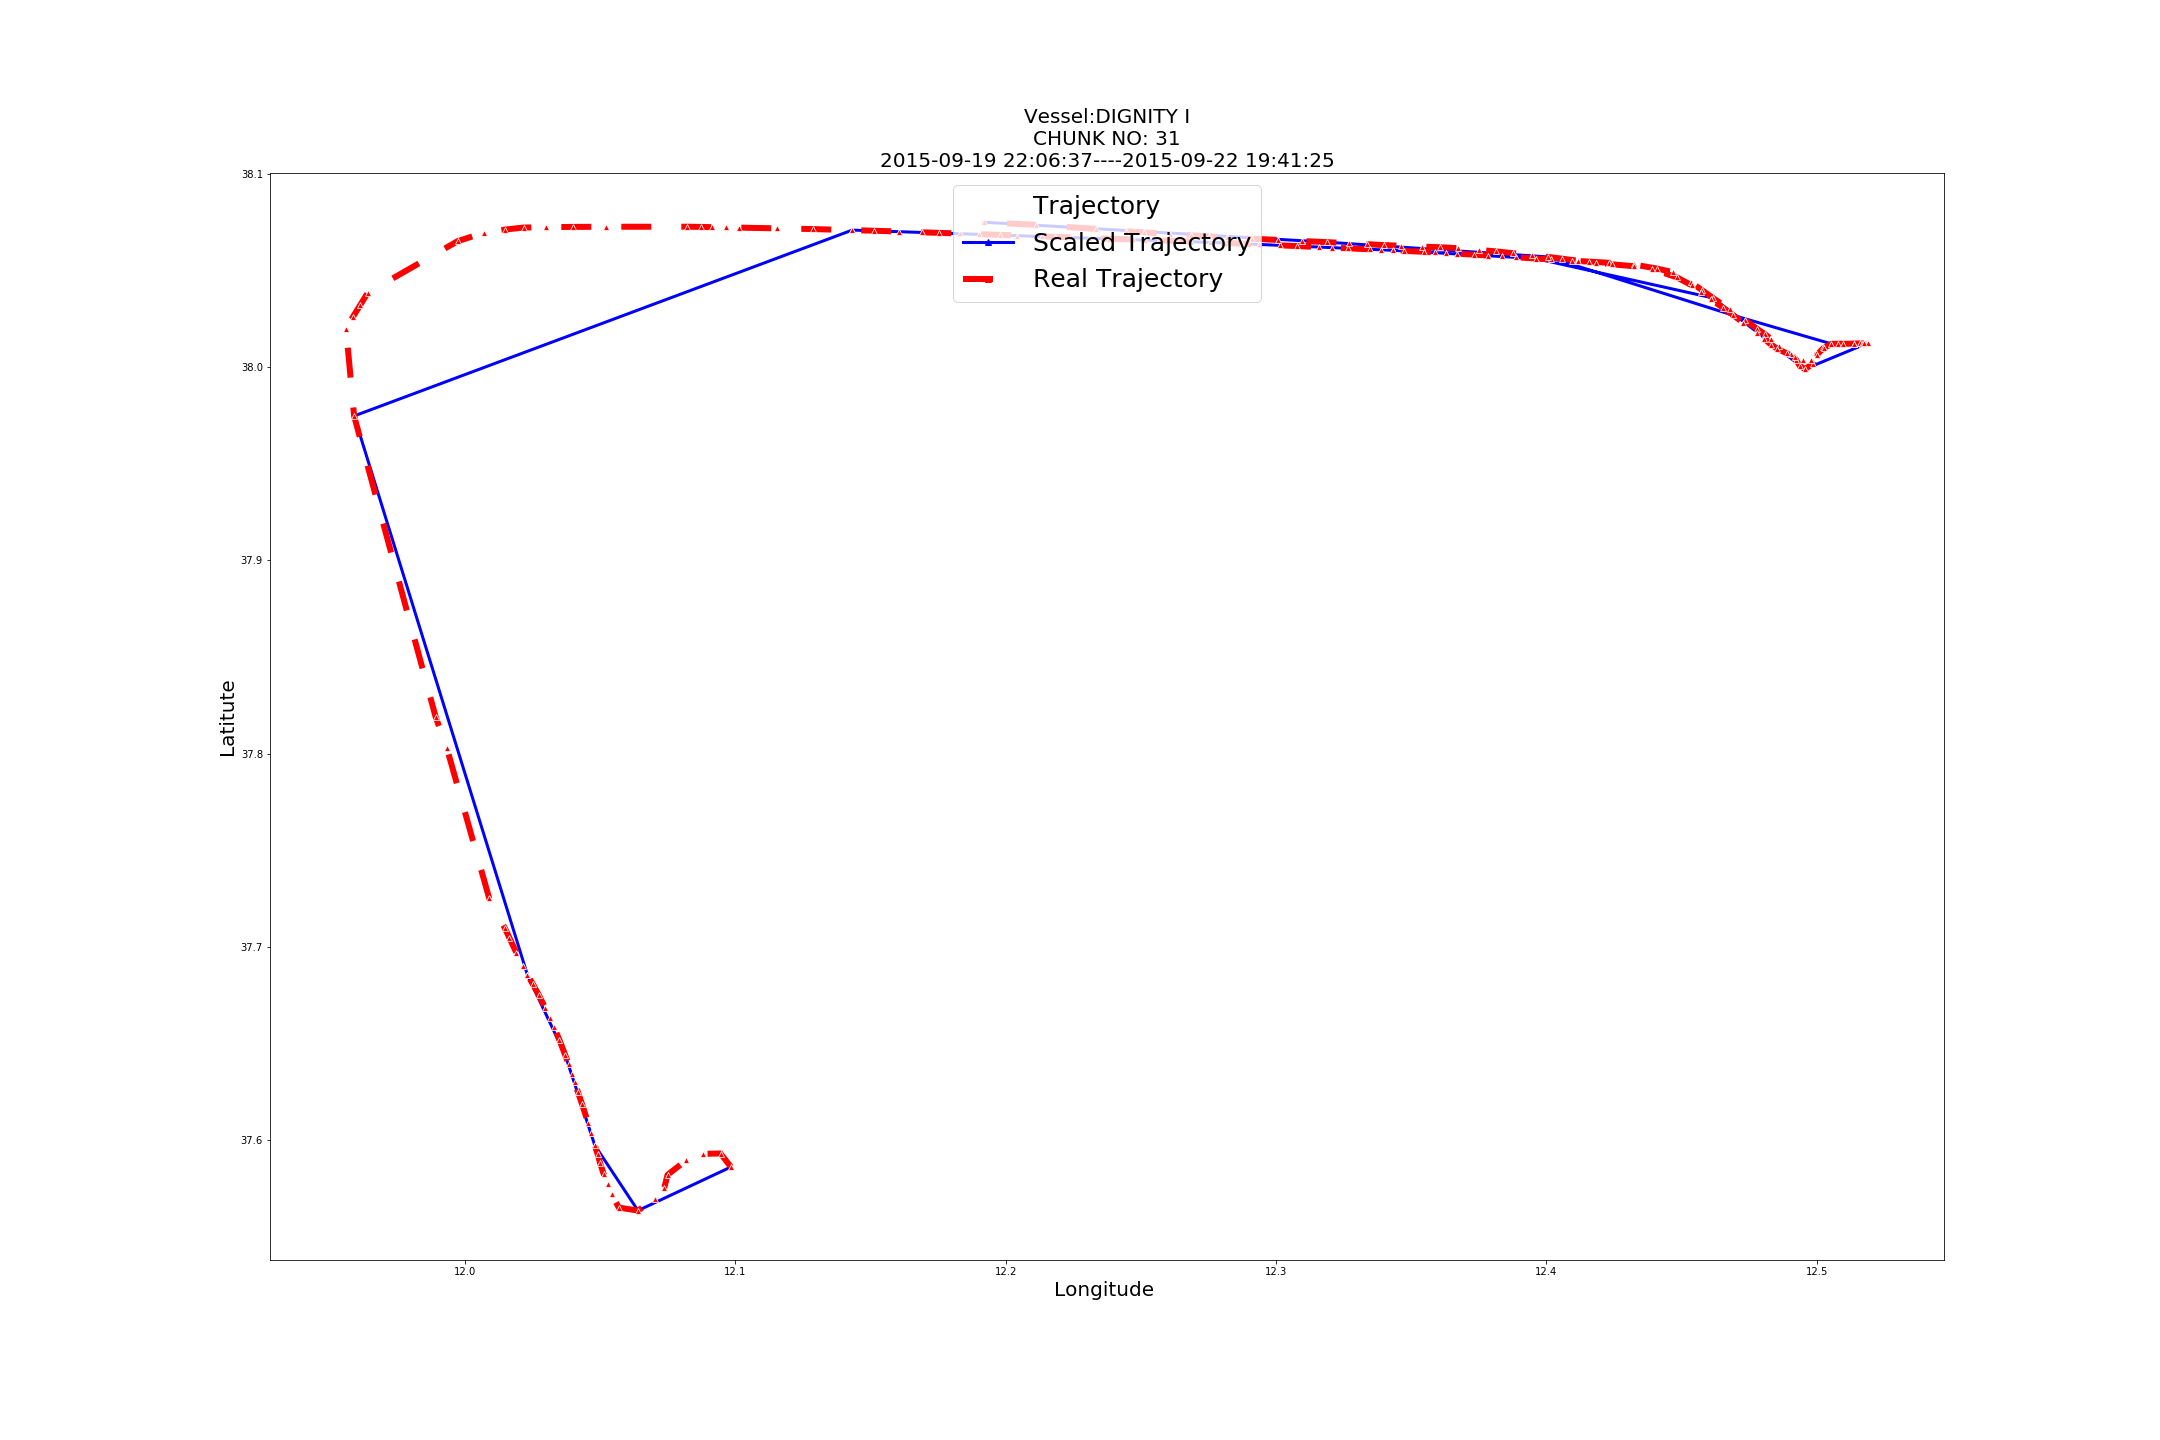 Vessel:DIGNITY I
CHUNK NO: 31
2015-09-19 22:06:37----2015-09-22 19:41:25
Trajectory
Scaled Trajectory
Real Trajectory
38.1
38.0
37.9
37.8
37.7
37.6
Latitute
12.0 12.1 12.2 12.3 12.4 12.5
Longitude